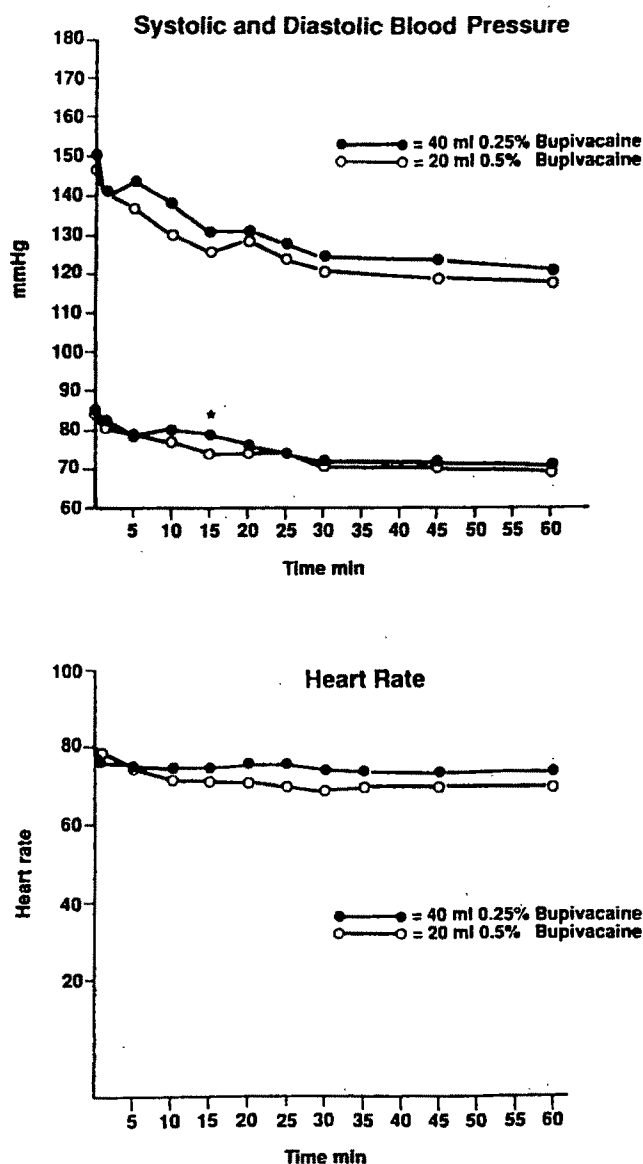 Systolic and Diastolic Blood Pressure
180
170
160
150
140
130
120
110
100
90
80
70
60
mmHg
= 40 ml 0.25% Bupivacaine
= 20 ml 0.5% Bupivacaine
★
5 10 15 20 25 30 35 40 45 50 55 60
Time min
Heart Rate
100
80
60
40
20
Heart rate
= 40 ml 0.25% Bupivacaine
= 20 ml 0.5% Bupivacaine
5 10 15 20 25 30 35 40 45 50 55 60
Time min